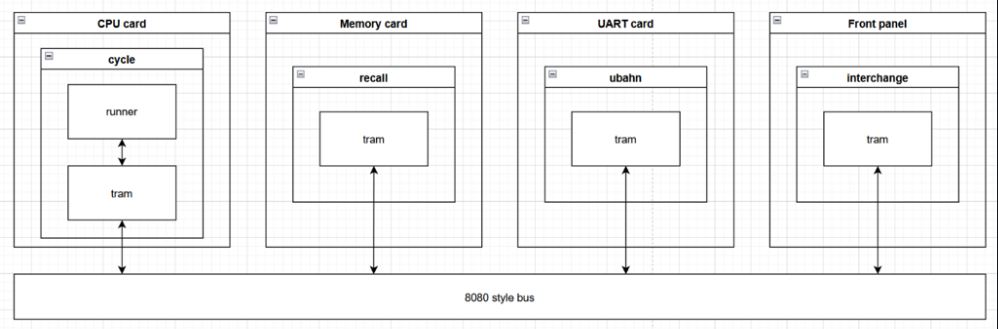 CPU card
cycle
runner
tram
Memory card
recall
tram
UART card
ubahn
tram
Front panel
interchange
tram
8080 style bus